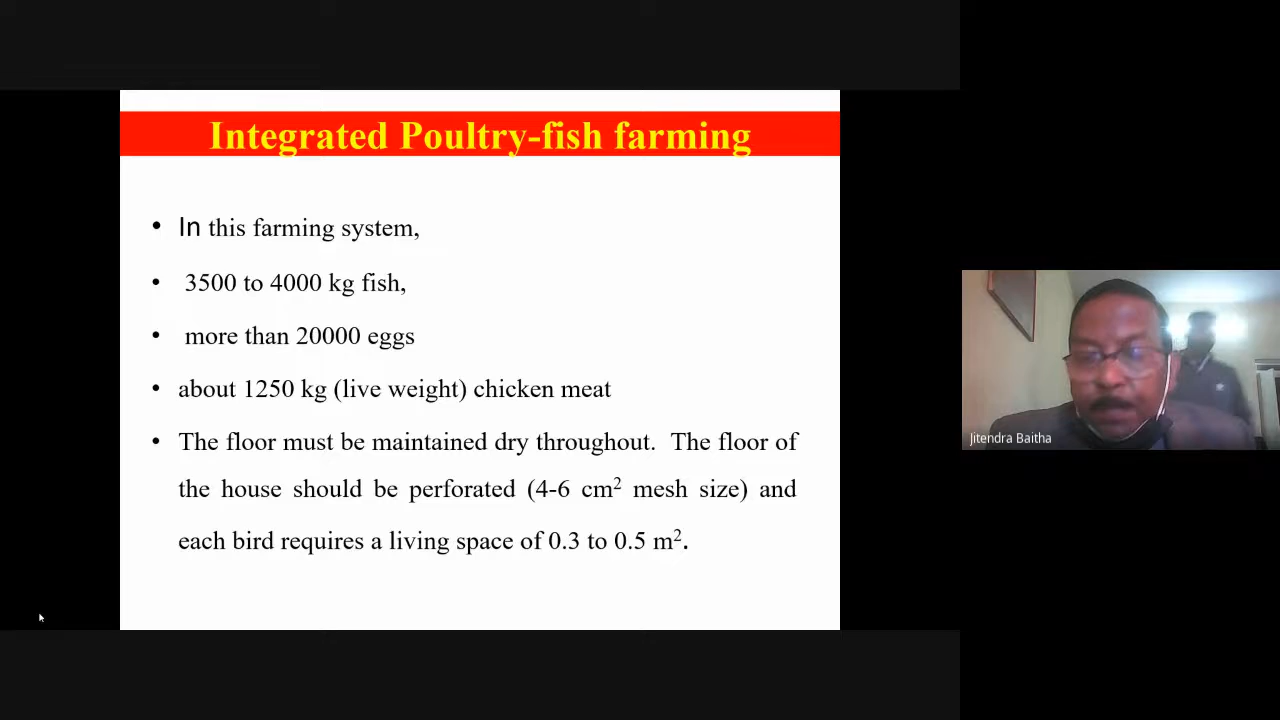 Integrated Poultry-fish farming
• In this farming system,
• 3500 to 4000 kg fish,
• more than 20000 eggs
• about 1250 kg (live weight) chicken meat
• The floor must be maintained dry throughout. The floor of
the house should be perforated (4-6 cm² mesh size) and
each bird requires a living space of 0.3 to 0.5 m².
Jitendra Baitha